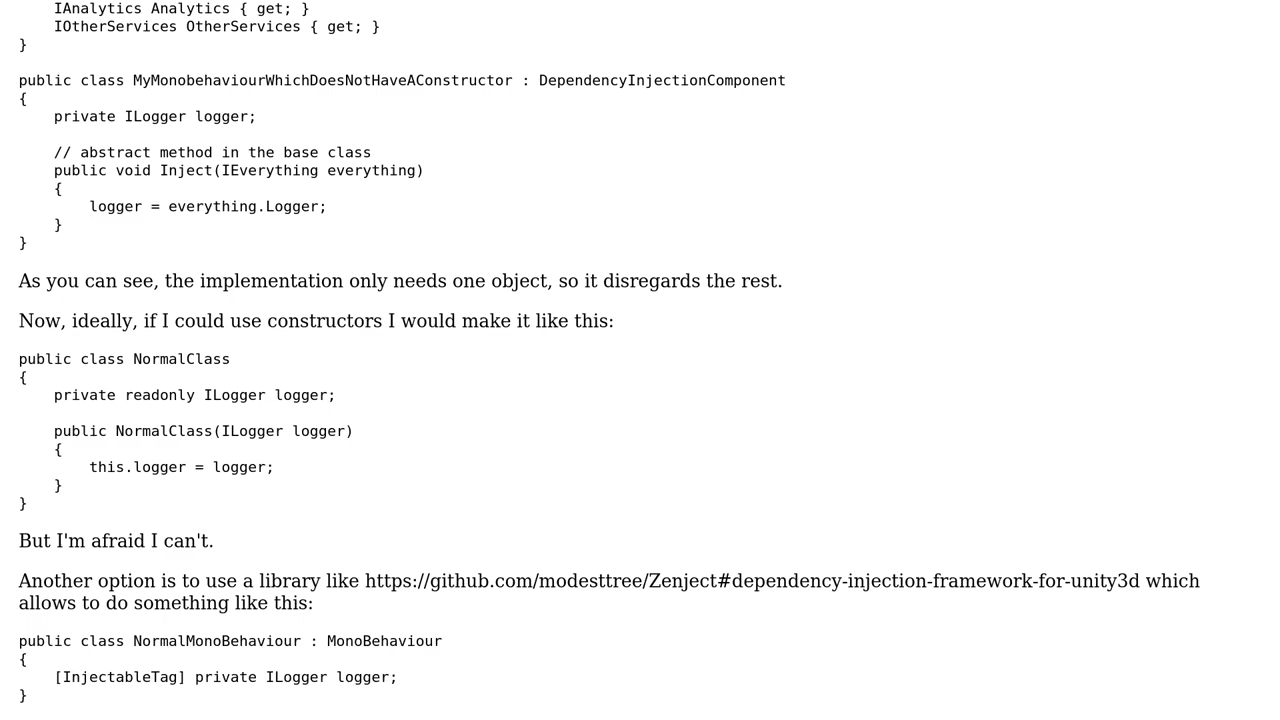 IAnalytics Analytics { get; }
    IOtherServices OtherServices { get; }
}
public class MyMonobehaviourWhichDoesNotHaveAConstructor : DependencyInjectionComponent
{
    private ILogger logger;
    // abstract method in the base class
    public void Inject(IEverything everything)
    {
        logger = everything.Logger;
    }
}
As you can see, the implementation only needs one object, so it disregards the rest.
Now, ideally, if I could use constructors I would make it like this:
public class NormalClass
{
    private readonly ILogger logger;
    public NormalClass(ILogger logger)
    {
        this.logger = logger;
    }
}
But I'm afraid I can't.
Another option is to use a library like https://github.com/modesttree/Zenject#dependency-injection-framework-for-unity3d which
allows to do something like this:
public class NormalMonoBehaviour : MonoBehaviour
{
    [InjectableTag] private ILogger logger;
}